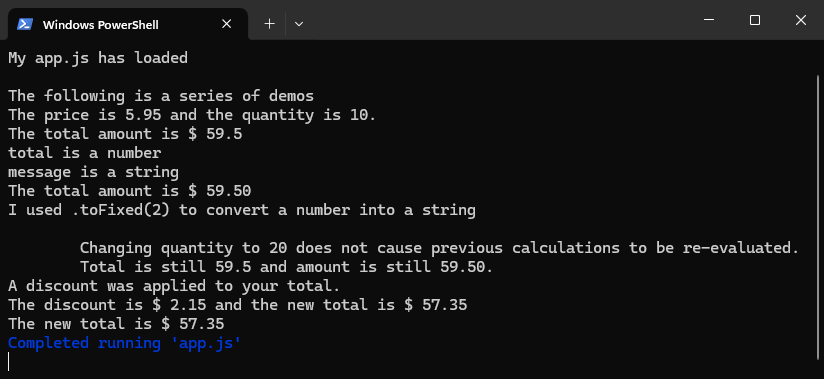 Windows PowerShell
My app.js has loaded
The following is a series of demos
The price is 5.95 and the quantity is 10.
The total amount is $ 59.5
total is a number
message is a string
The total amount is $ 59.50
I used .toFixed(2) to convert a number into a string
Changing quantity to 20 does not cause previous calculations to be re-evaluated.
Total is still 59.5 and amount is still 59.50.
A discount was applied to your total.
The discount is $ 2.15 and the new total is $ 57.35
The new total is $ 57.35
Completed running 'app.js'